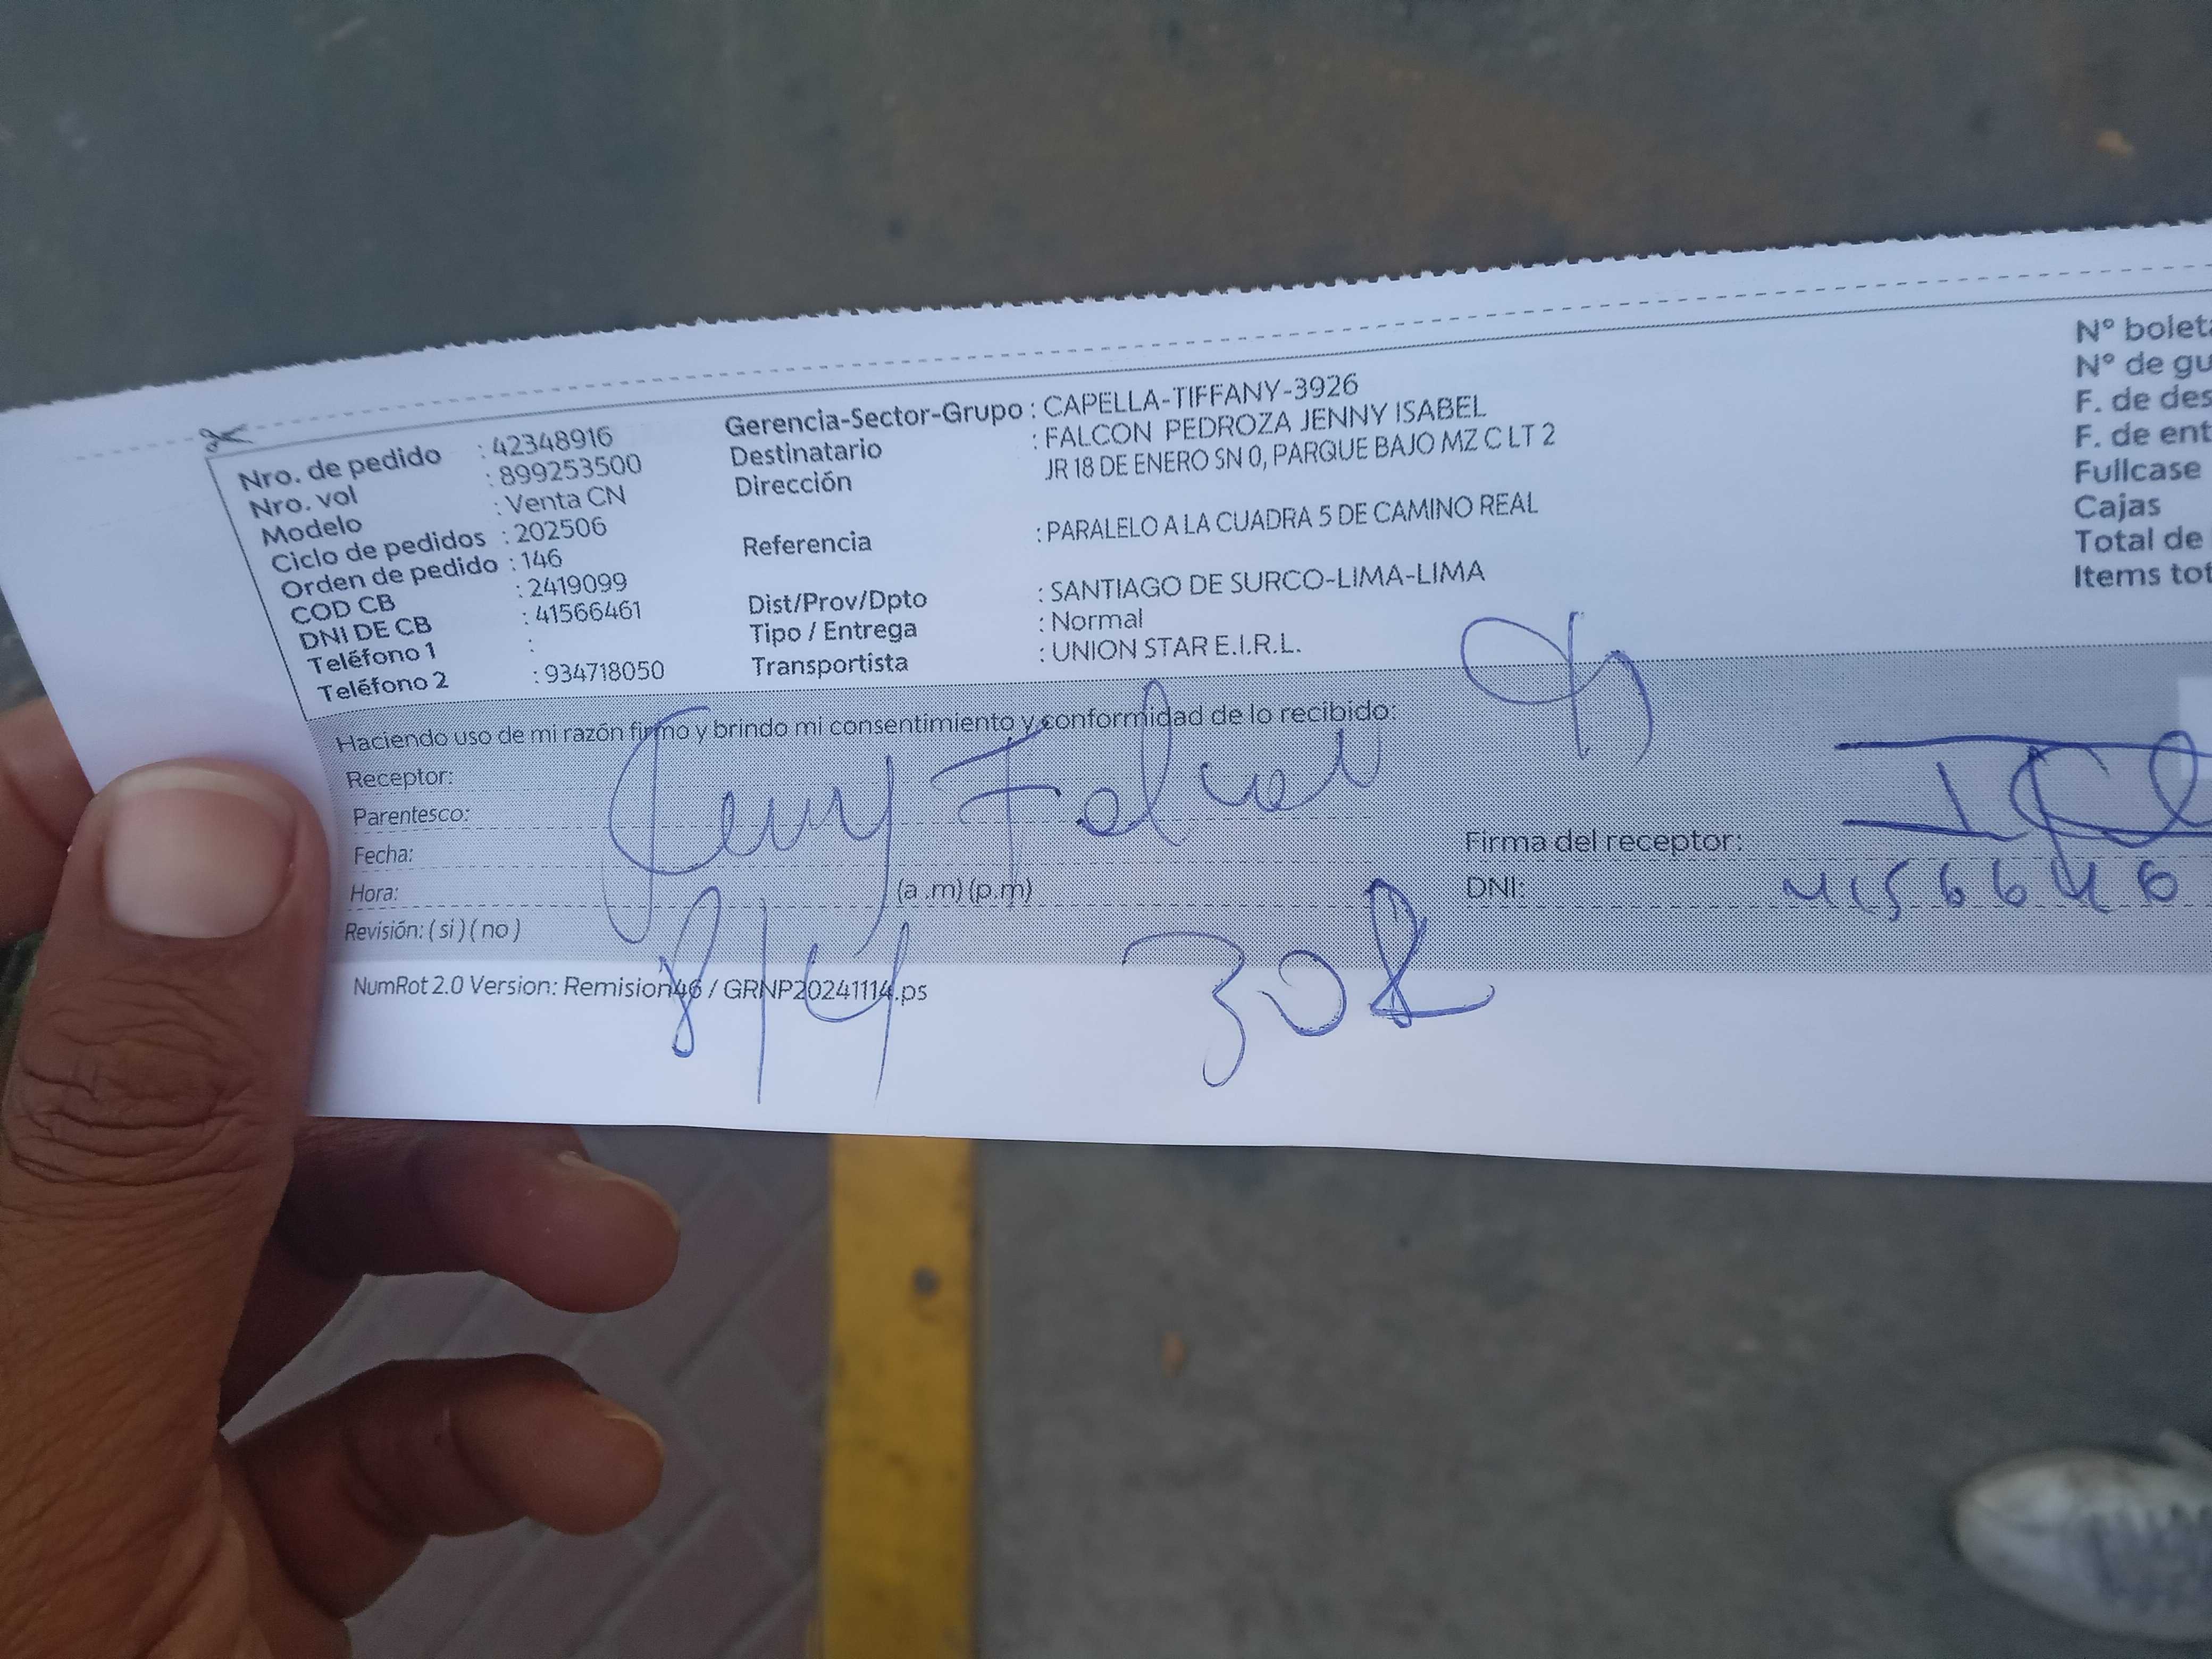 Nro. de pedido : 42348916
Nro. vol : 899253500
Modelo : Venta CN
Ciclo de pedidos : 202506
Orden de pedido : 146
COD CB : 2419099
DNI DE CB : 41566461
Teléfono 1 :
Teléfono 2 : 934718050
Gerencia-Sector-Grupo : CAPELLA-TIFFANY-3926
Destinatario : FALCON PEDROZA JENNY ISABEL
Dirección JR 18 DE ENERO SN 0, PARQUE BAJO MZ C LT 2
Referencia : PARALELO A LA CUADRA 5 DE CAMINO REAL
Dist/Prov/Dpto : SANTIAGO DE SURCO-LIMA-LIMA
Tipo / Entrega : Normal
Transportista : UNION STAR E.I.R.L.
N° boleta
N° de gu
F. de des
F. de ent
Fullcase
Cajas
Total de
Items tot
Haciendo uso de mi razón firmo y brindo mi consentimiento y conformidad de lo recibido:
Receptor:
Parentesco:
Jenny Falcon
Fecha:
Hora: (a .m) (p.m)
Revisión: ( si ) ( no )
Firma del receptor:
DNI: 4156646
8/4
NumRot 2.0 Version: Remision46 / GRNP20241114.ps